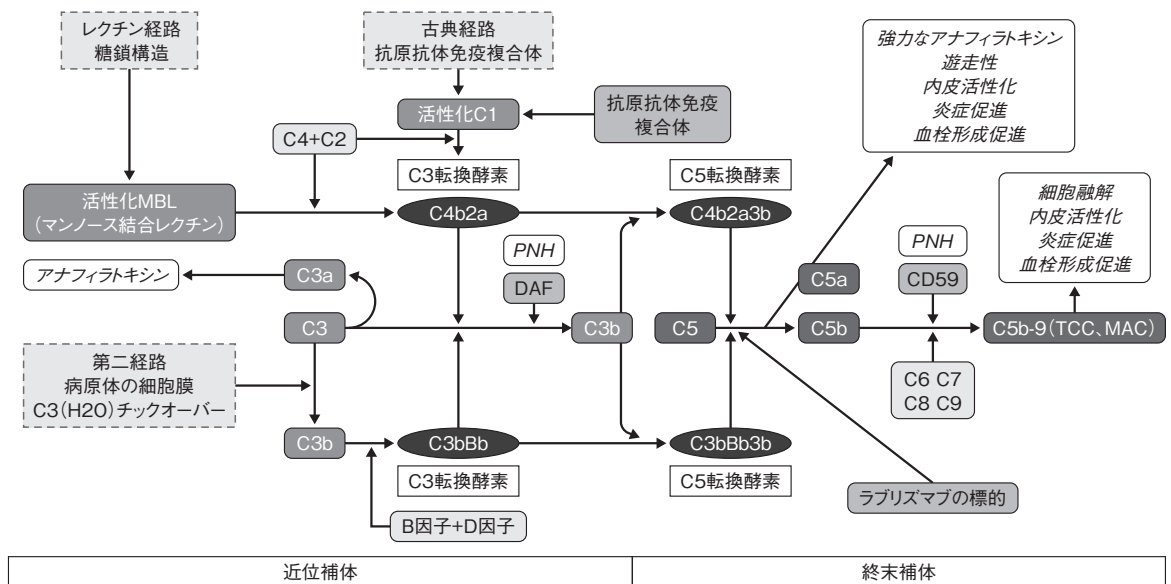 レクチン経路
糖鎖構造
古典経路
抗原抗体免疫複合体
強力なアナフィラトキシン
遊走性
内皮活性化
炎症促進
血栓形成促進
活性化C1
抗原抗体免疫
複合体
C4+C2
C3転換酵素
C5転換酵素
活性化MBL
(マンノース結合レクチン)
C4b2a
C4b2a3b
細胞融解
内皮活性化
炎症促進
血栓形成促進
PNH
PNH
アナフィラトキシン
C3a
DAF
C5a
CD59
C3
C3b
C5
C5b
C5b-9(TCC、MAC)
第二経路
病原体の細胞膜
C3(H20)チックオーバー
C6 C7
C8 C9
C3b
C3bBb
C3bBb3b
C3転換酵素
C5転換酵素
ラブリズマブの標的
B因子+D因子
近位補体
終末補体